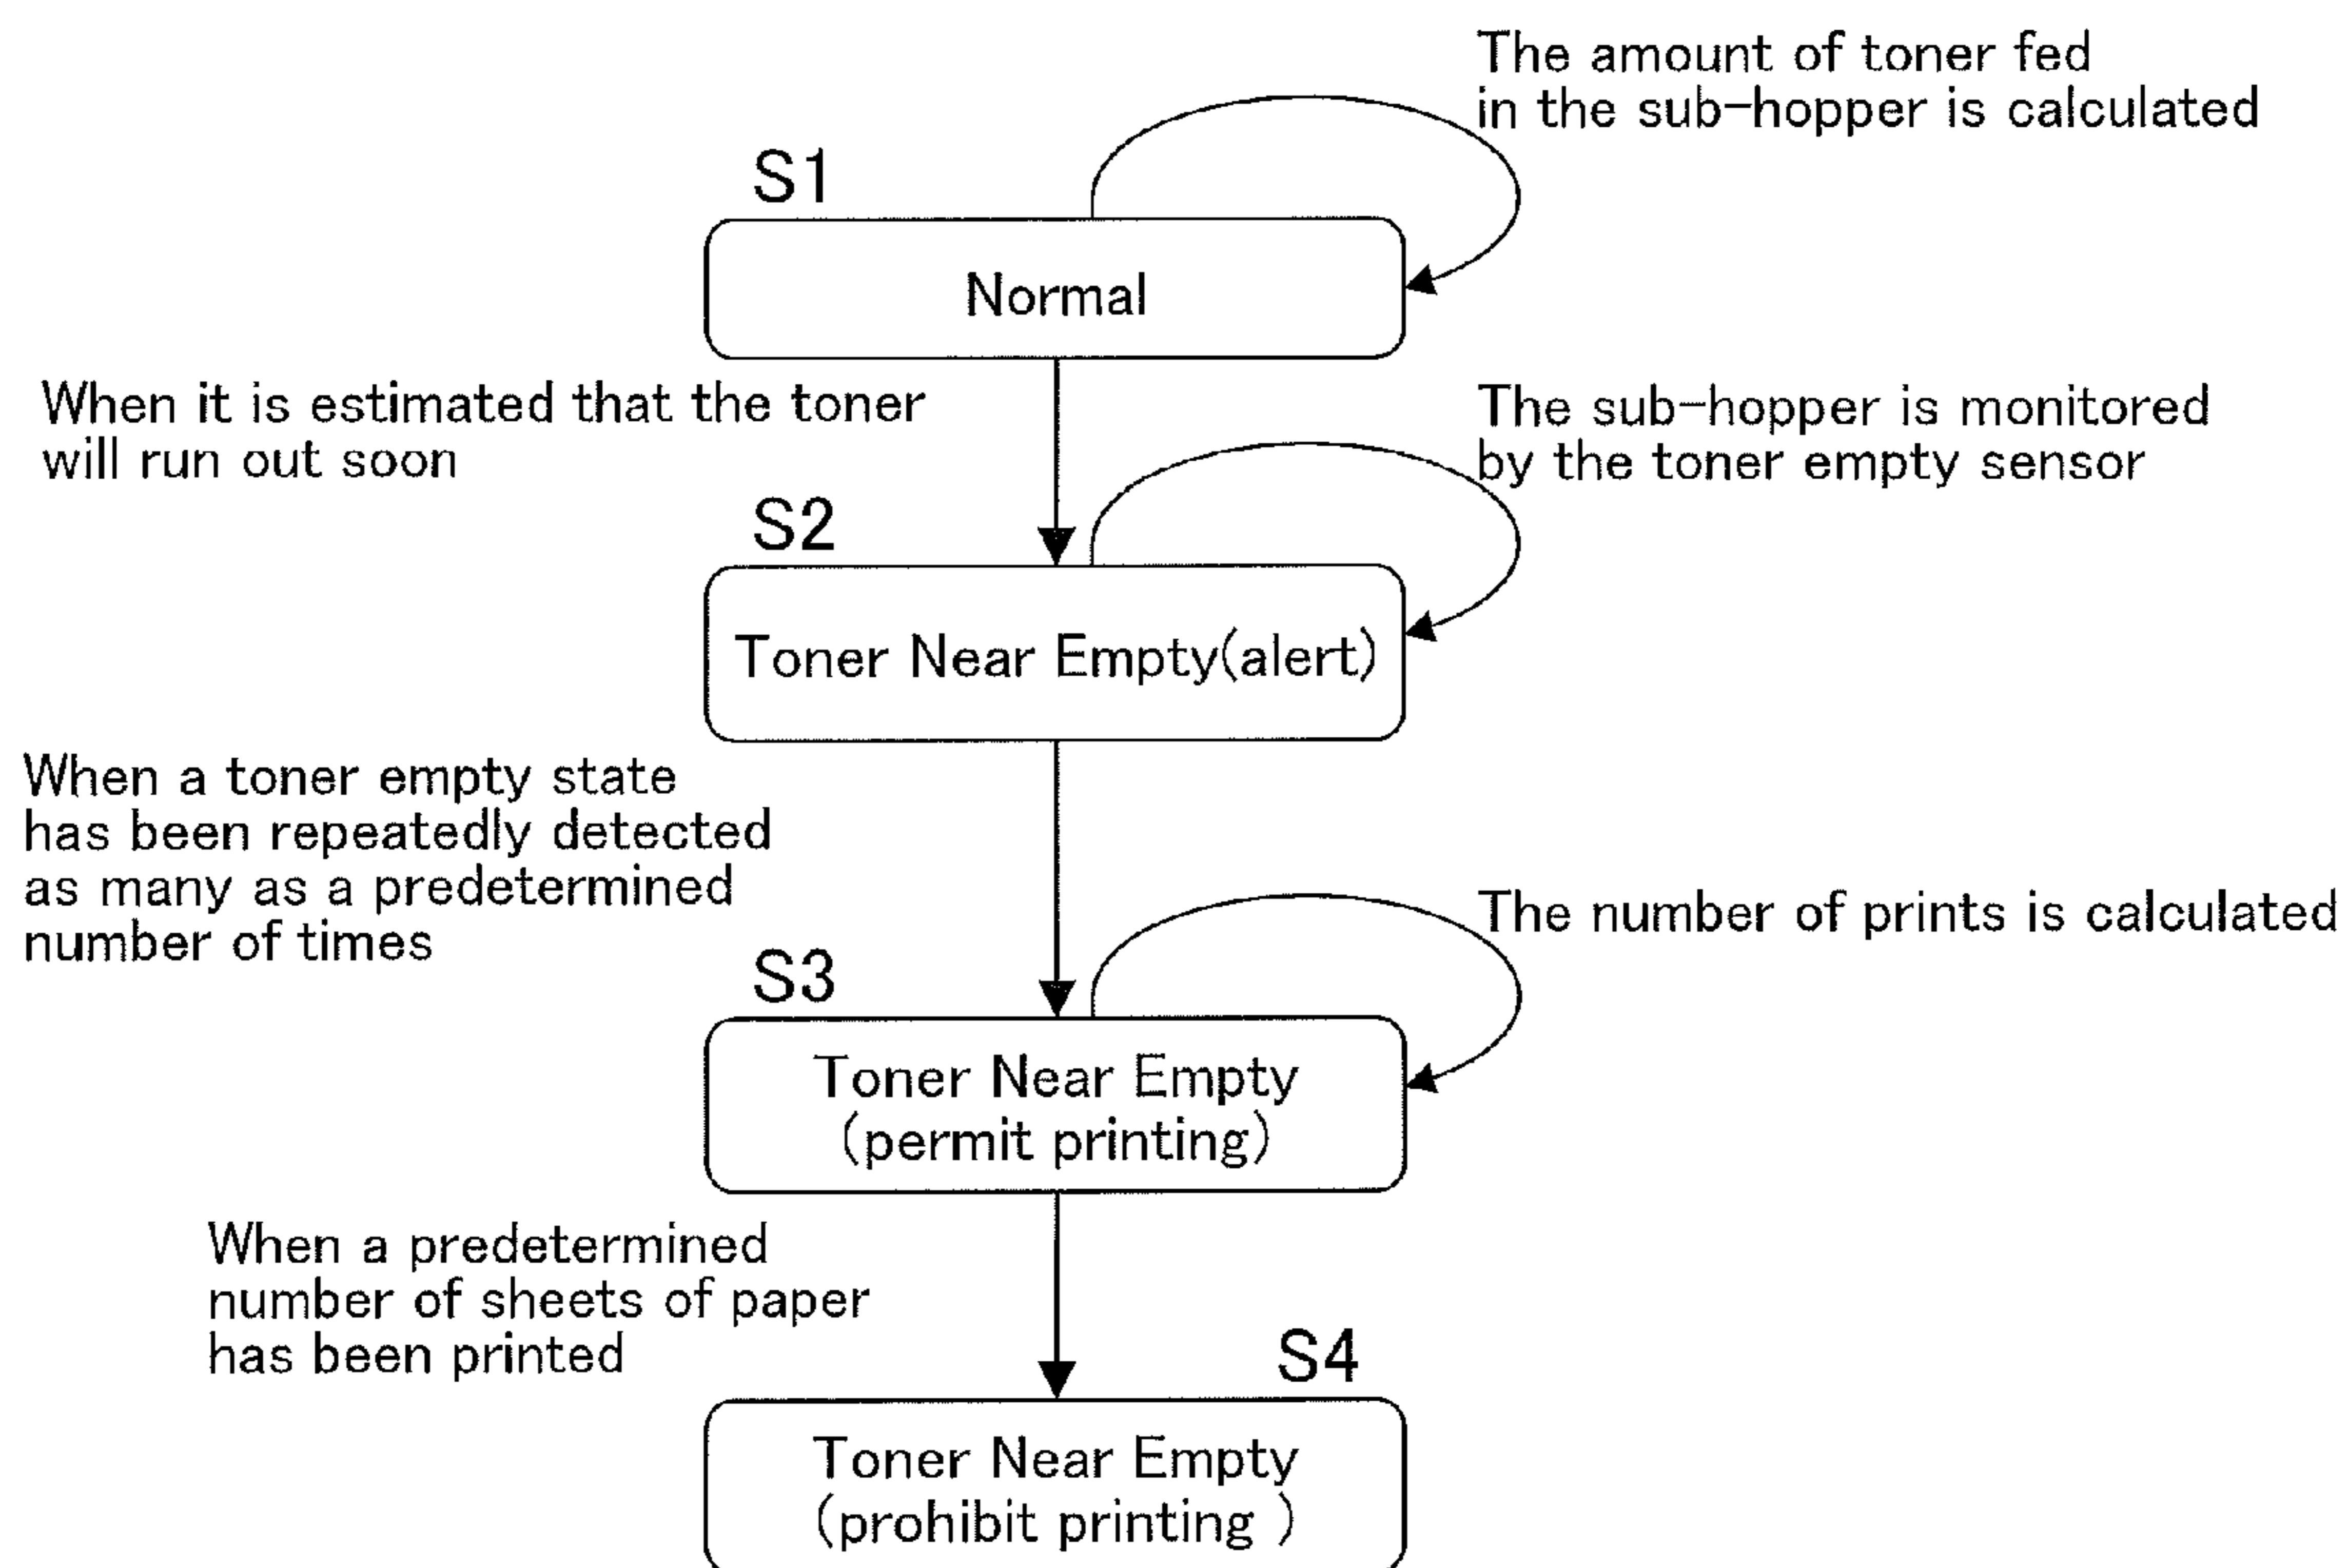 The amount of toner fed
in the sub-hopper is calculated
S1
Normal
When it is estimated that the toner
will run out soon
The sub-hopper is monitored
by the toner empty sensor
S2
Toner Near Empty(alert)
When a toner empty state
has been repeatedly detected
as many as a predetermined
number of times
The number of prints is calculated
S3
Toner Near Empty
(permit printing)
When a predetermined
number of sheets of paper
has been printed
S4
Toner Near Empty
(prohibit printing )